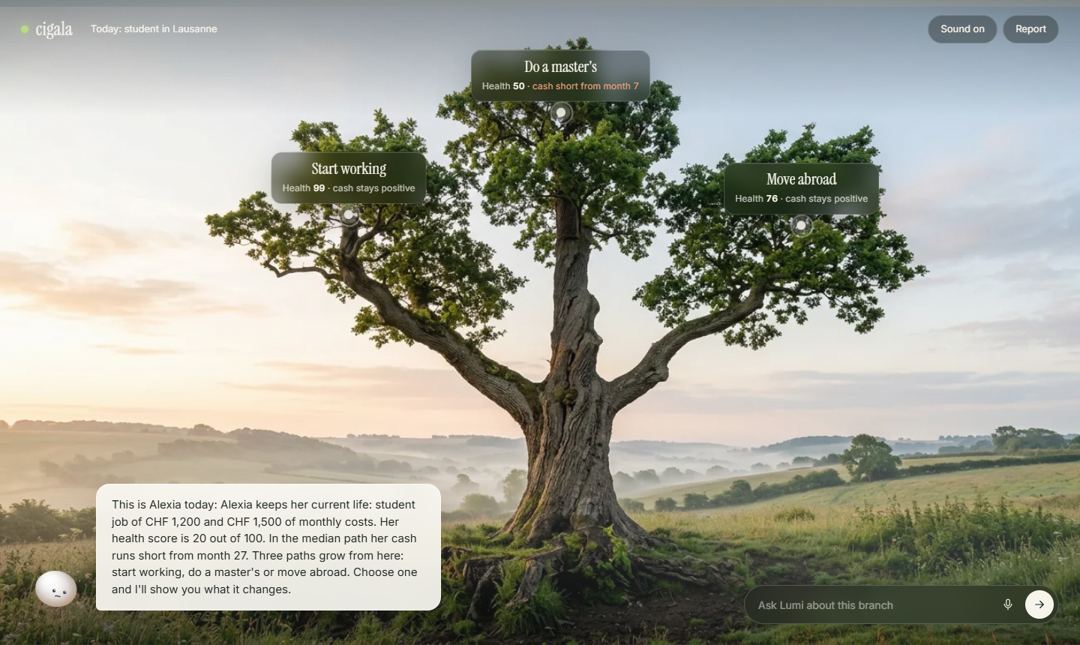 cigala
Today: student in Lausanne
Sound on
Report
Do a master's
Health 50 · cash short from month 7
Start working
Health 99 · cash stays positive
Move abroad
Health 76 · cash stays positive
This is Alexia today: Alexia keeps her current life: student
job of CHF 1,200 and CHF 1,500 of monthly costs. Her
health score is 20 out of 100. In the median path her cash
runs short from month 27. Three paths grow from here:
start working, do a master's or move abroad. Choose one
and I'll show you what it changes.
Ask Lumi about this branch